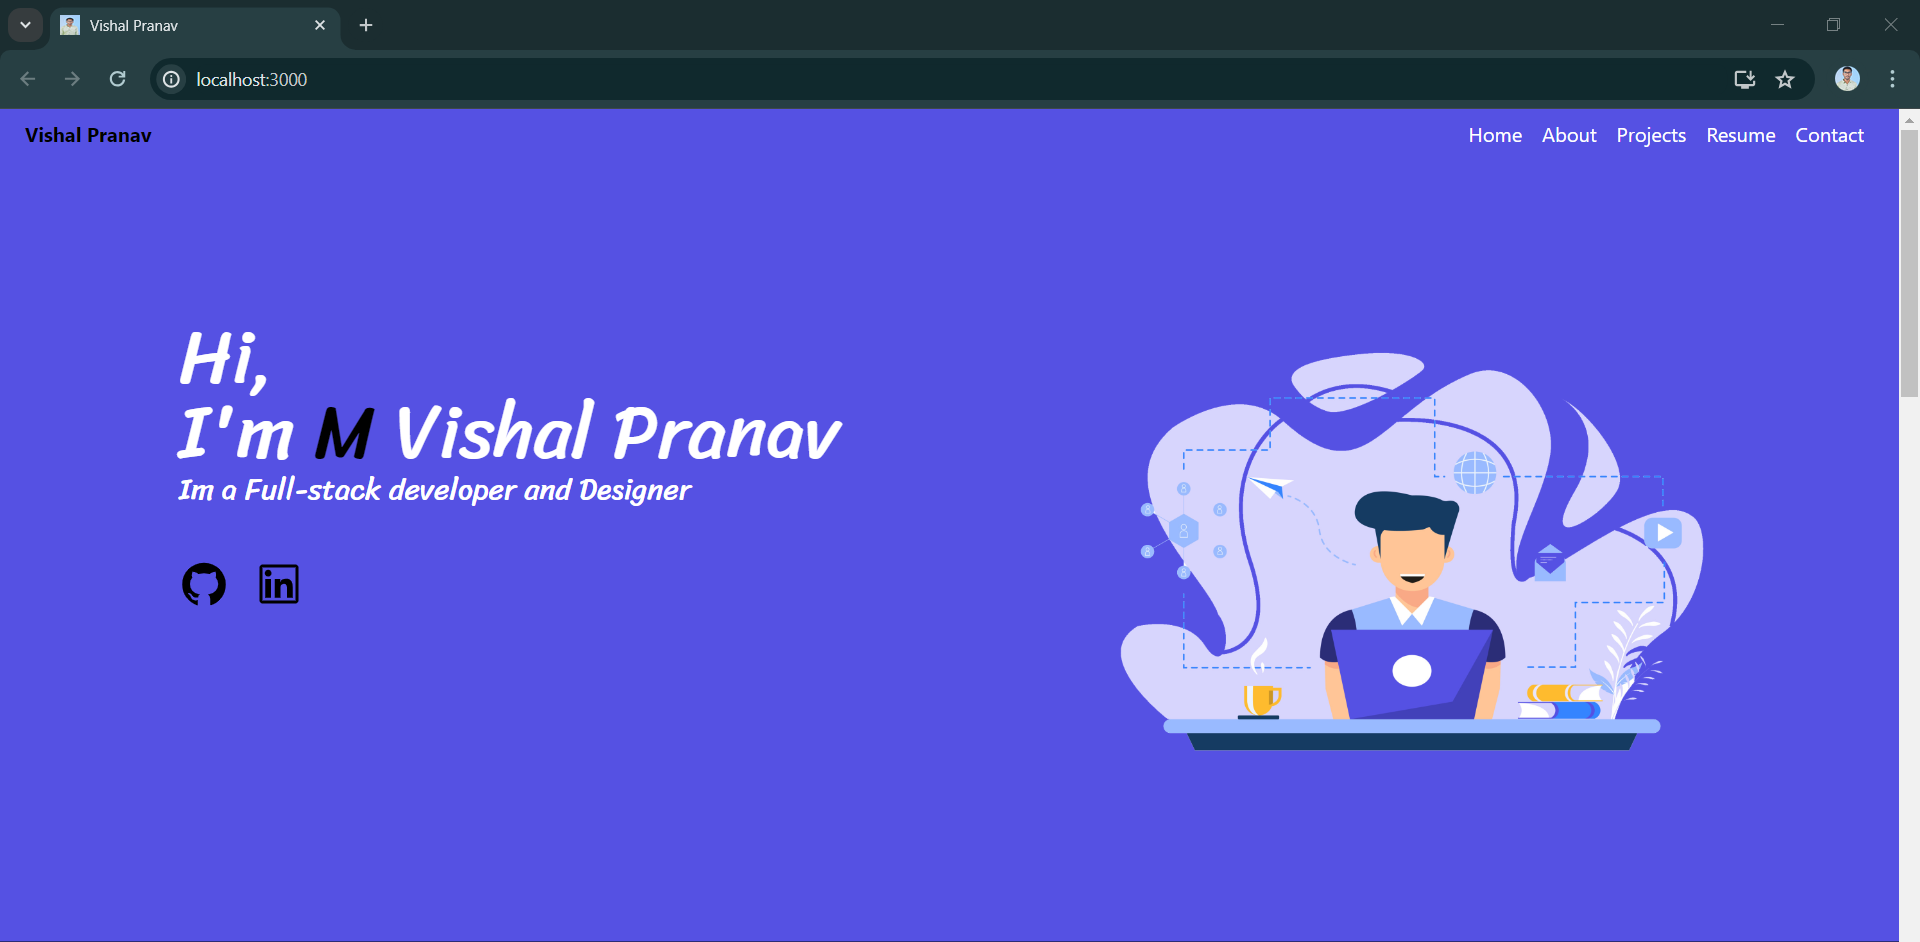 Vishal Pranav
localhost:3000
Vishal Pranav
Home About Projects Resume Contact
Hi,
I'm M Vishal Pranav
Im a Full-stack developer and Designer
in